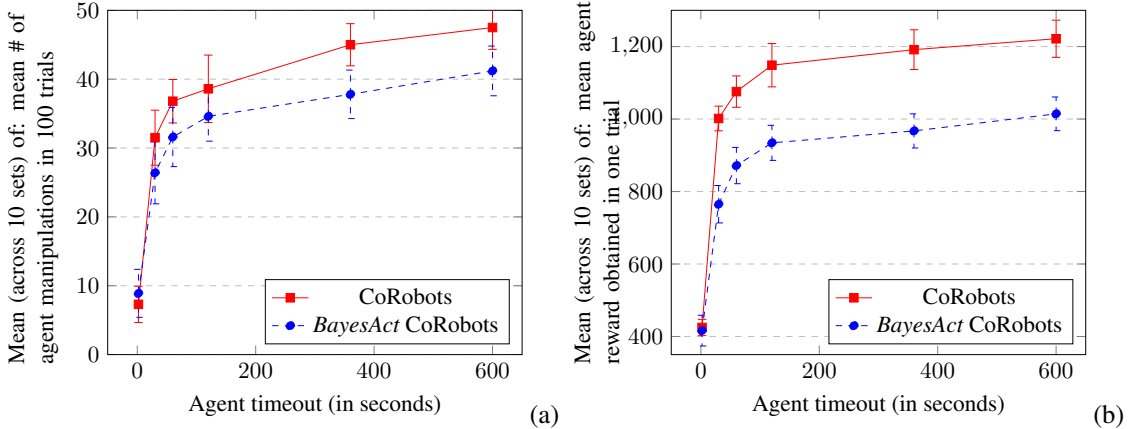 Mean (across 10 sets) of: mean # of
agent manipulations in 100 trials
50
40
30
20
10
0
0
200
400
600
Agent timeout (in seconds)
CoRobots
BayesAct CoRobots
(a)
Mean (across 10 sets) of: mean agent
reward obtained in one trial
1,200
1,000
800
600
400
0
200
400
600
Agent timeout (in seconds)
CoRobots
BayesAct CoRobots
(b)